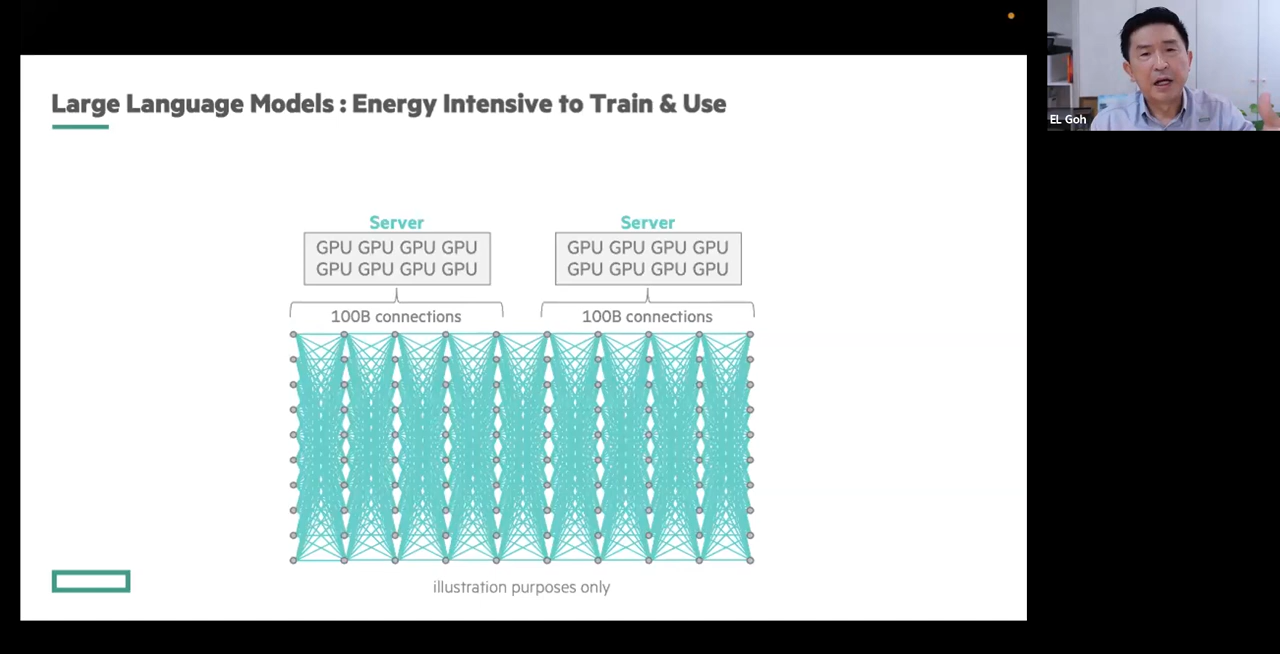 Large Language Models : Energy Intensive to Train & Use
Server
GPU GPU GPU GPU
GPU GPU GPU GPU
100B connections
Server
GPU GPU GPU GPU
GPU GPU GPU GPU
100B connections
illustration purposes only
EL Goh